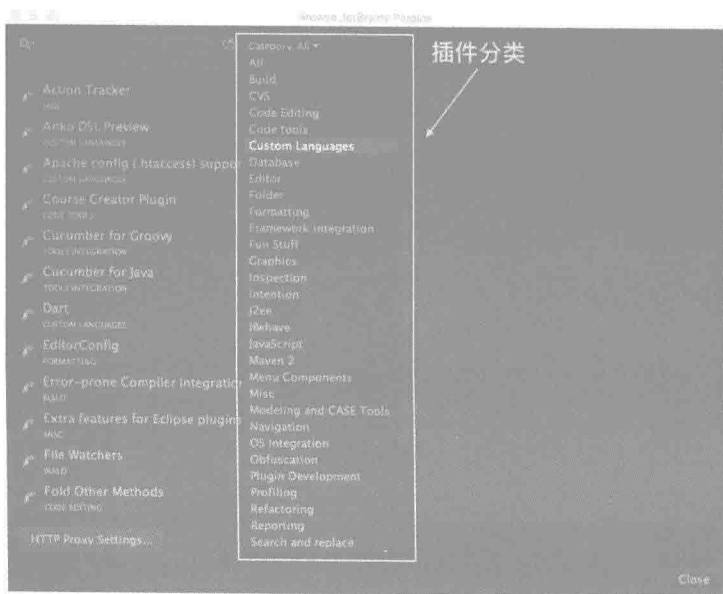 Browse JetBrains Plugins
Category: All
插件分类
Action Tracker
MISC
Anko DSL Preview
CUSTOM LANGUAGES
Apache config (.htaccess) suppor
CUSTOM LANGUAGES
Course Creator Plugin
CODE TOOLS
Cucumber for Groovy
TOOLS INTEGRATION
Cucumber for Java
TOOLS INTEGRATION
Dart
CUSTOM LANGUAGES
EditorConfig
FORMATTING
Error-prone Compiler Integration
BUILD
Extra features for Eclipse plugin
MISC
File Watchers
BUILD
Fold Other Methods
CODE EDITING
HTTP Proxy Settings...
All
Build
CVS
Code Editing
Code tools
Custom Languages
Database
Editor
Folder
Formatting
Framework integration
Fun Stuff
Graphics
Inspection
Intention
J2ee
JBehave
JavaScript
Maven 2
Menu Components
Misc
Modeling and CASE Tools
Navigation
OS Integration
Obfuscation
Plugin Development
Profiling
Refactoring
Reporting
Search and replace
Close